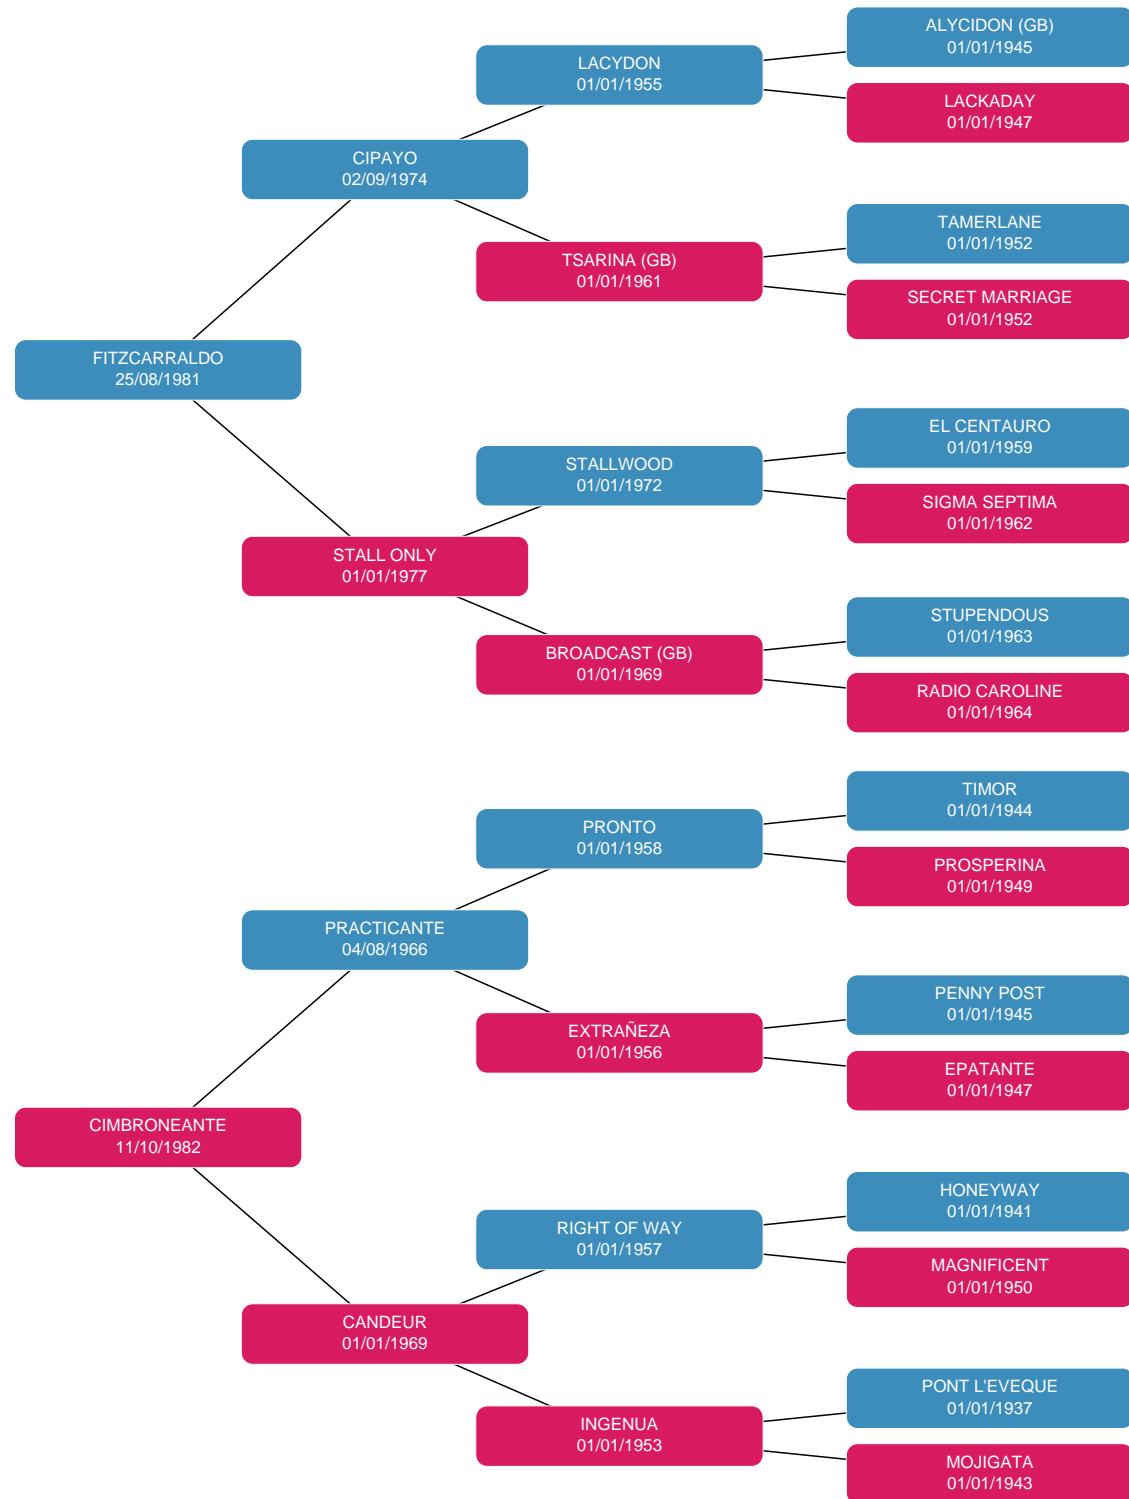 ALYCIDON (GB)
01/01/1945
LACYDON
01/01/1955
LACKADAY
01/01/1947
CIPAYO
02/09/1974
TAMERLANE
01/01/1952
TSARINA (GB)
01/01/1961
SECRET MARRIAGE
01/01/1952
FITZCARRALDO
25/08/1981
EL CENTAURO
01/01/1959
STALLWOOD
01/01/1972
SIGMA SEPTIMA
01/01/1962
STALL ONLY
01/01/1977
STUPENDOUS
01/01/1963
BROADCAST (GB)
01/01/1969
RADIO CAROLINE
01/01/1964
TIMOR
01/01/1944
PRONTO
01/01/1958
PROSPERINA
01/01/1949
PRACTICANTE
04/08/1966
PENNY POST
01/01/1945
EXTRAÑEZA
01/01/1956
EPATANTE
01/01/1947
CIMBRONEANTE
11/10/1982
HONEYWAY
01/01/1941
RIGHT OF WAY
01/01/1957
MAGNIFICENT
01/01/1950
CANDEUR
01/01/1969
PONT L'EVEQUE
01/01/1937
INGENUA
01/01/1953
MOJIGATA
01/01/1943